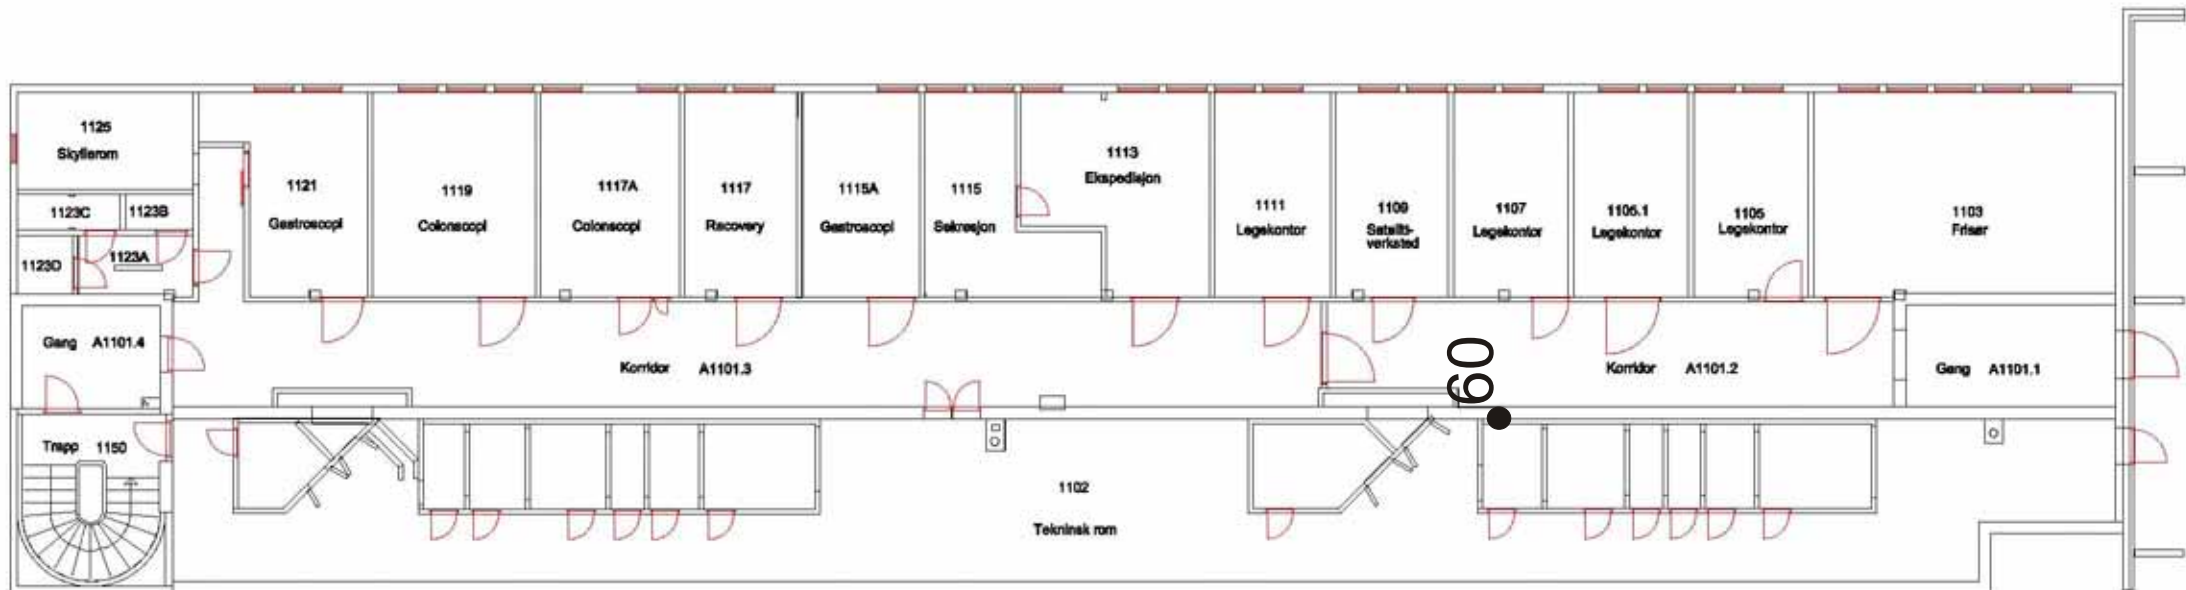 1125
Skyllerom
1123C
1123B
1123D
1123A
1121
Gastroscopi
1119
Colonscopi
1117A
Colonscopi
1117
Recovery
1115A
Gastroscopi
1115
Sekresjon
1113
Ekspedisjon
1111
Legekontor
1109
Satelitt-
verksted
1107
Legekontor
1105.1
Legekontor
1105
Legekontor
1103
Frisør
Gang A1101.4
Korridor A1101.3
60
Korridor A1101.2
Gang A1101.1
Trapp 1150
1102
Tekninsk rom